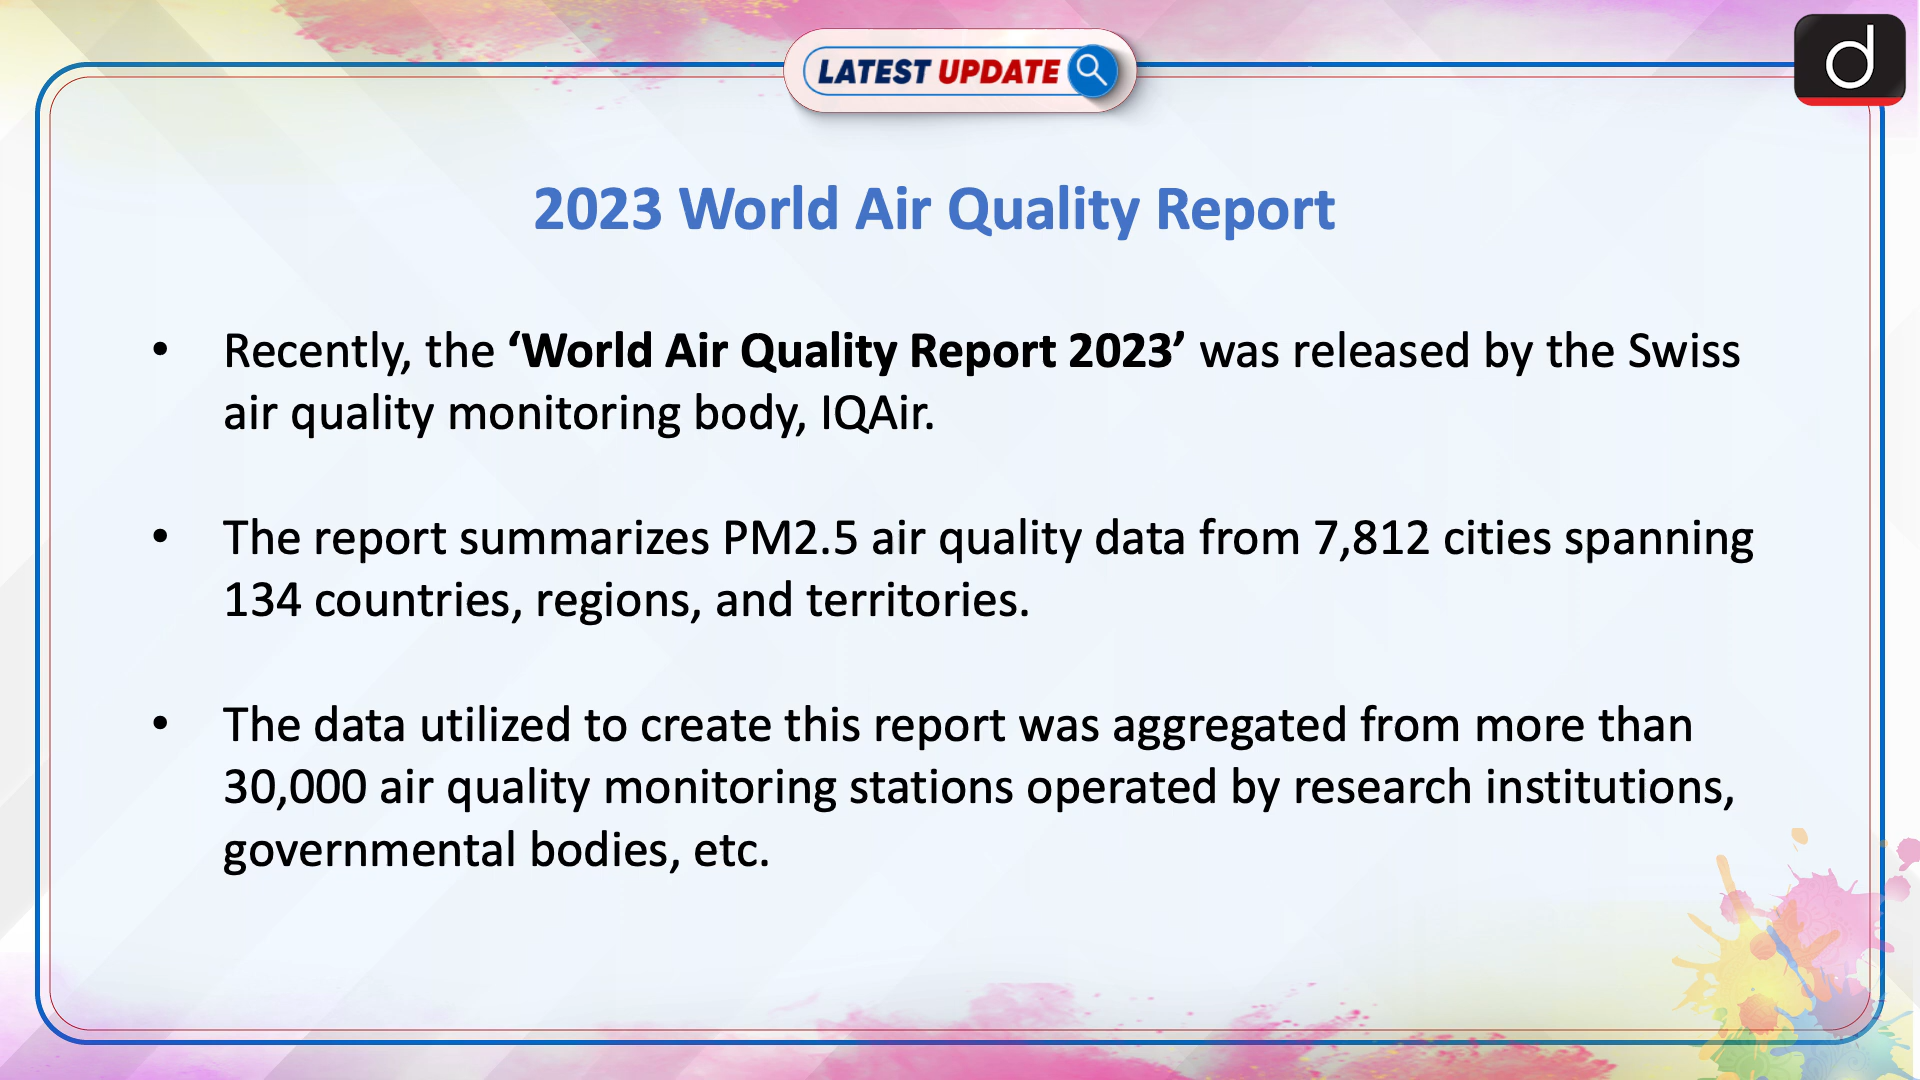 LATEST UPDATE
d
2023 World Air Quality Report
• Recently, the ‘World Air Quality Report 2023’ was released by the Swiss
air quality monitoring body, IQAir.
• The report summarizes PM2.5 air quality data from 7,812 cities spanning
134 countries, regions, and territories.
• The data utilized to create this report was aggregated from more than
30,000 air quality monitoring stations operated by research institutions,
governmental bodies, etc.